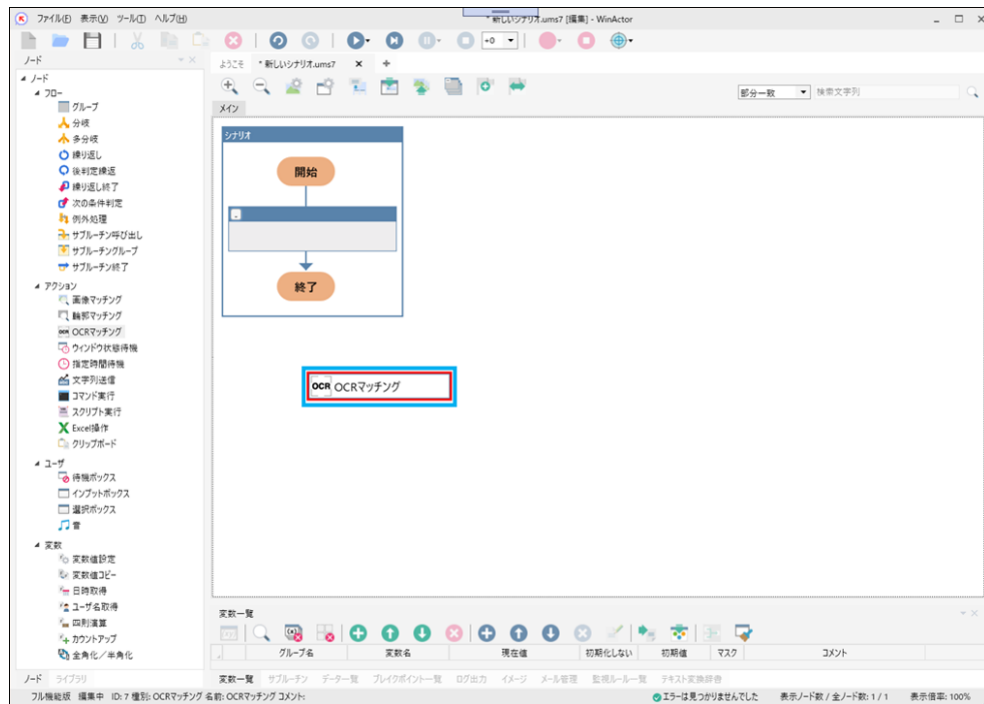 ファイル(F) 表示(V) ツール(T) ヘルプ(H)
* 新しいシナリオ.ums7 [編集] - WinActor
+0
ノード
ようこそ
* 新しいシナリオ.ums7
ノード
フロー
グループ
分岐
多分岐
繰り返し
後判定繰返
繰り返し終了
次の条件判定
例外処理
サブルーチン呼び出し
サブルーチングループ
サブルーチン終了
アクション
画像マッチング
輪郭マッチング
OCR OCRマッチング
ウィンドウ状態待機
指定時間待機
文字列送信
コマンド実行
スクリプト実行
Excel操作
クリップボード
ユーザ
待機ボックス
インプットボックス
選択ボックス
音
変数
変数値設定
変数値コピー
日時取得
ユーザ名取得
四則演算
カウントアップ
全角化／半角化
ノード ライブラリ
部分一致 検索文字列
メイン
シナリオ
開始
終了
OCR OCRマッチング
変数一覧
グループ名 変数名 現在値 初期化しない 初期値 マスク コメント
変数一覧 サブルーチン データ一覧 ブレイクポイント一覧 ログ出力 イメージ メール管理 監視ルール一覧 テキスト変換辞書
フル機能版 編集中 ID: 7 種別: OCRマッチング 名前: OCRマッチング コメント:
エラーは見つかりませんでした 表示ノード数 / 全ノード数: 1 / 1 表示倍率: 100%